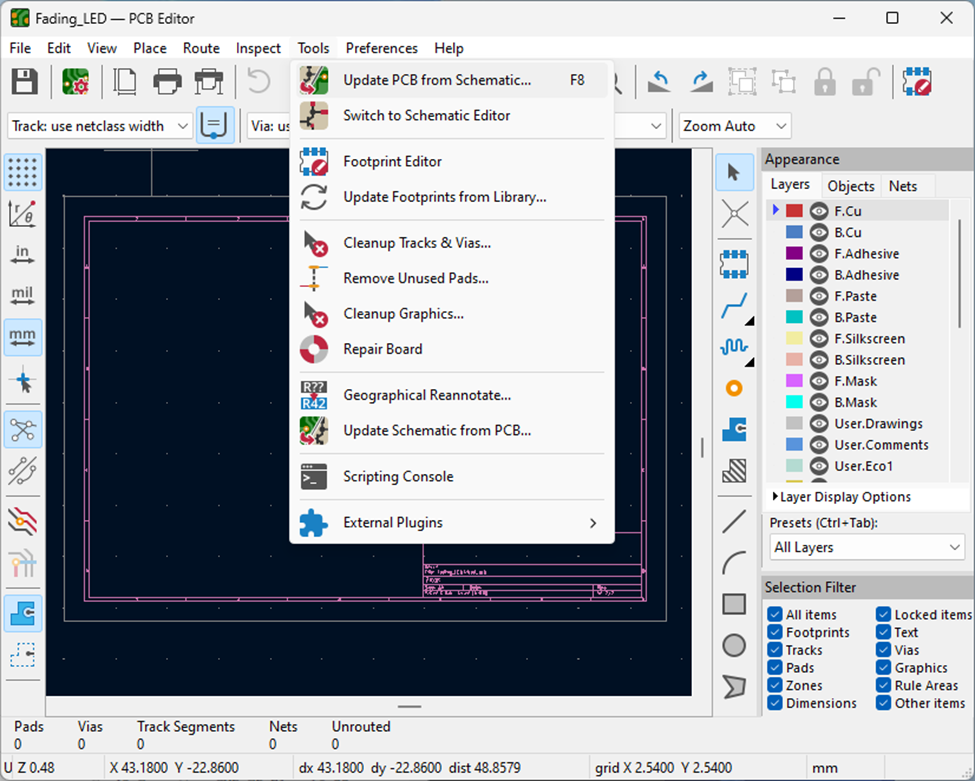 Fading_LED — PCB Editor
File Edit View Place Route Inspect Tools Preferences Help
Track: use netclass width
Via: us
Zoom Auto
Update PCB from Schematic... F8
Switch to Schematic Editor
Footprint Editor
Update Footprints from Library...
Cleanup Tracks & Vias...
Remove Unused Pads...
Cleanup Graphics...
Repair Board
R??
R42
Geographical Reannotate...
Update Schematic from PCB...
Scripting Console
External Plugins
r
θ
in
mil
mm
Appearance
Layers Objects Nets
F.Cu
B.Cu
F.Adhesive
B.Adhesive
F.Paste
B.Paste
F.Silkscreen
B.Silkscreen
F.Mask
B.Mask
User.Drawings
User.Comments
User.Eco1
Layer Display Options
Presets (Ctrl+Tab):
All Layers
Selection Filter
All items Locked items
Footprints Text
Tracks Vias
Pads Graphics
Zones Rule Areas
Dimensions Other items
Pads Vias Track Segments Nets Unrouted
0 0 0 0 0
U Z 0.48 X 43.1800 Y -22.8600 dx 43.1800 dy -22.8600 dist 48.8579 grid X 2.5400 Y 2.5400 mm